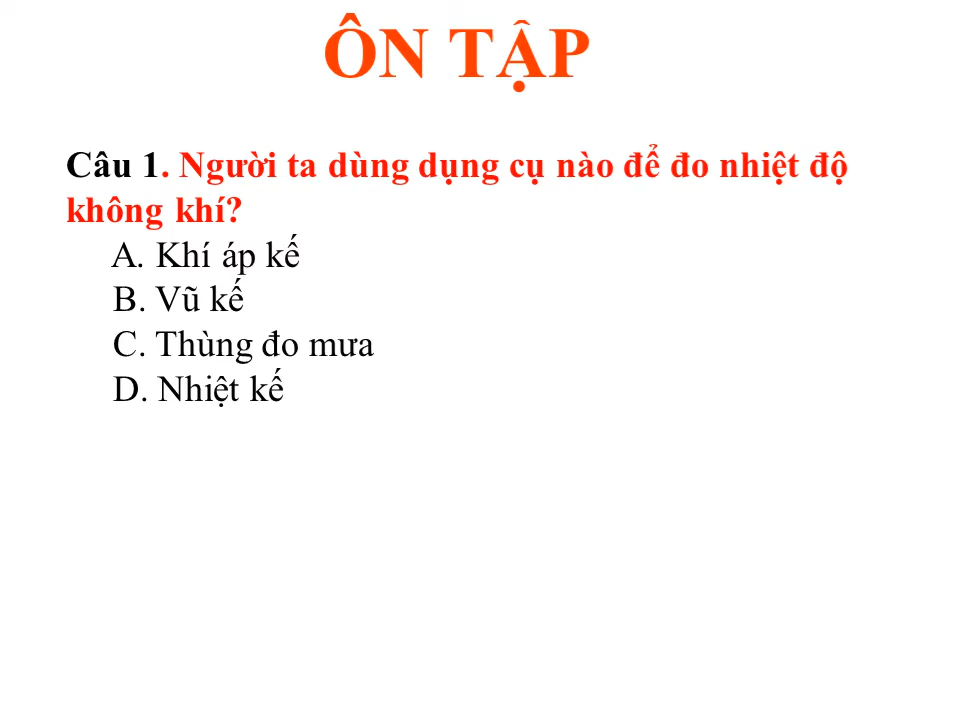 ÔN TẬP
Câu 1. Người ta dùng dụng cụ nào để đo nhiệt độ
không khí?
A. Khí áp kế
B. Vũ kế
C. Thùng đo mưa
D. Nhiệt kế